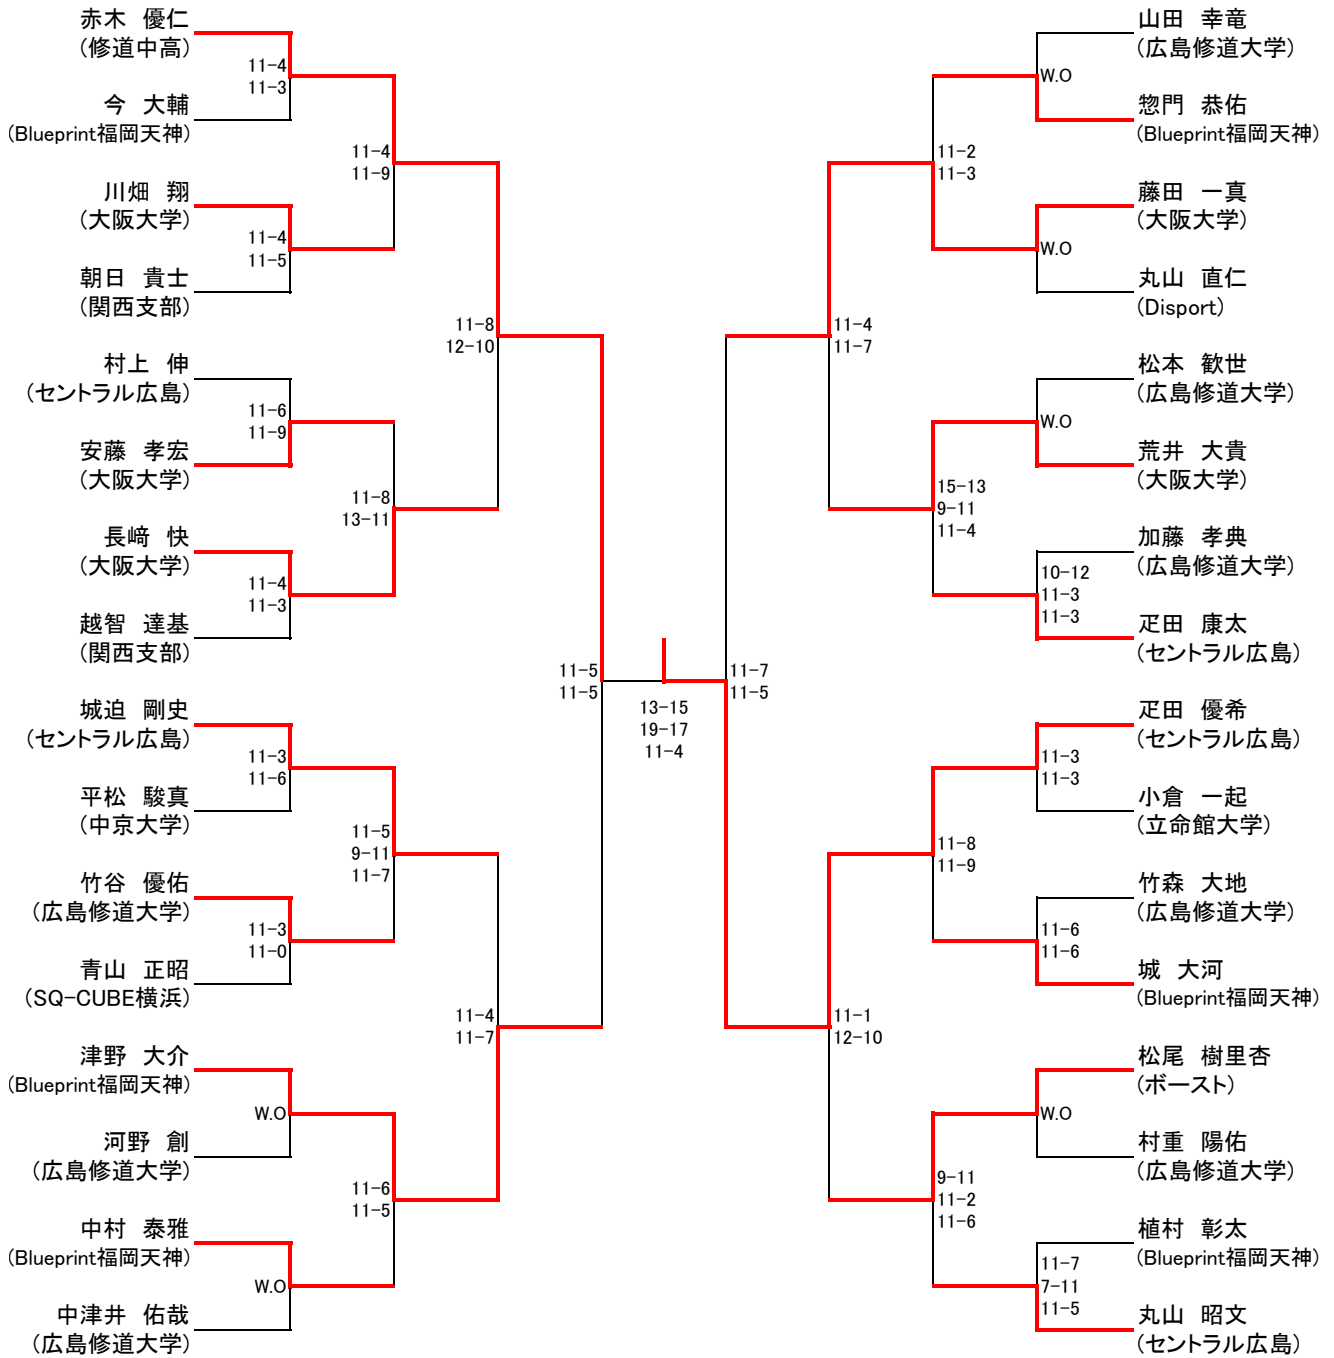 赤木 優仁
(修道中高)
11-4
11-3
今 大輔
(Blueprint福岡天神)
11-4
11-9
川畑 翔
(大阪大学)
11-4
11-5
朝日 貴士
(関西支部)
11-8
12-10
村上 伸
(セントラル広島)
11-6
11-9
安藤 孝宏
(大阪大学)
11-8
13-11
長﨑 快
(大阪大学)
11-4
11-3
越智 達基
(関西支部)
11-5
11-5
城迫 剛史
(セントラル広島)
11-3
11-6
平松 駿真
(中京大学)
11-5
9-11
11-7
竹谷 優佑
(広島修道大学)
11-3
11-0
青山 正昭
(SQ-CUBE横浜)
11-4
11-7
津野 大介
(Blueprint福岡天神)
W.O
河野 創
(広島修道大学)
11-6
11-5
中村 泰雅
(Blueprint福岡天神)
W.O
中津井 佑哉
(広島修道大学)
13-15
19-17
11-4
山田 幸竜
(広島修道大学)
W.O
惣門 恭佑
(Blueprint福岡天神)
11-2
11-3
藤田 一真
(大阪大学)
W.O
丸山 直仁
(Disport)
11-4
11-7
松本 歓世
(広島修道大学)
W.O
荒井 大貴
(大阪大学)
15-13
9-11
11-4
加藤 孝典
(広島修道大学)
10-12
11-3
11-3
疋田 康太
(セントラル広島)
11-7
11-5
疋田 優希
(セントラル広島)
11-3
11-3
小倉 一起
(立命館大学)
11-8
11-9
竹森 大地
(広島修道大学)
11-6
11-6
城 大河
(Blueprint福岡天神)
11-1
12-10
松尾 樹里杏
(ボースト)
W.O
村重 陽佑
(広島修道大学)
9-11
11-2
11-6
植村 彰太
(Blueprint福岡天神)
11-7
7-11
11-5
丸山 昭文
(セントラル広島)